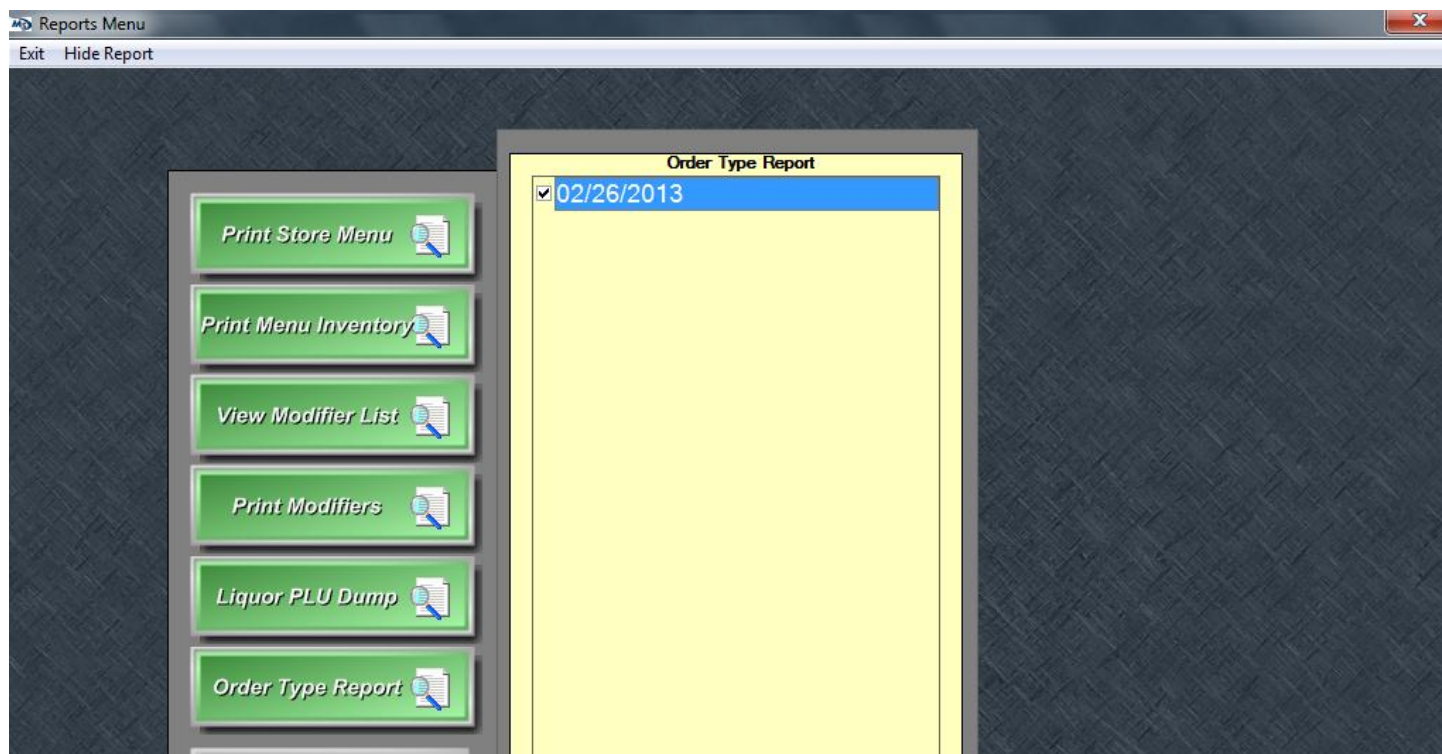 Reports Menu
Exit Hide Report
Order Type Report
02/26/2013
Print Store Menu
Print Menu Inventory
View Modifier List
Print Modifiers
Liquor PLU Dump
Order Type Report